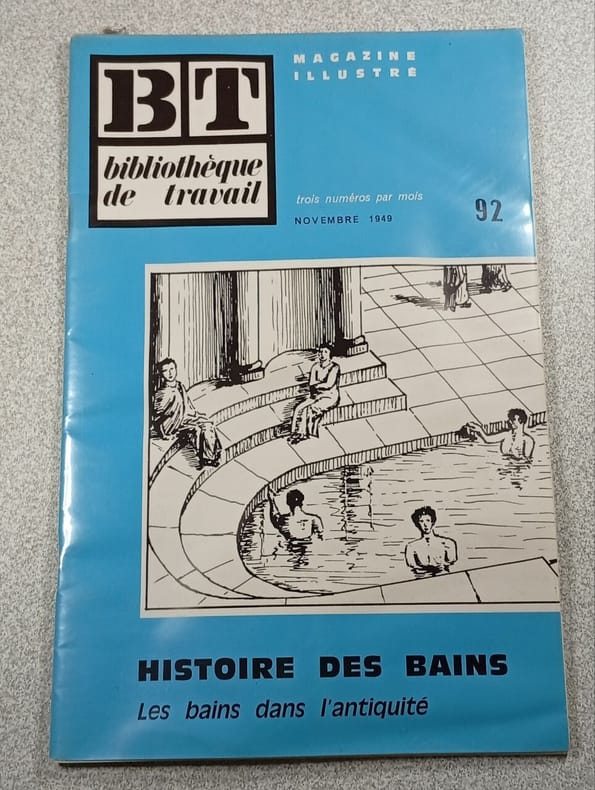 BT
bibliothèque
de travail
MAGAZINE
ILLUSTRÉ
trois numéros par mois
NOVEMBRE 1949
92
HISTOIRE DES BAINS
Les bains dans l'antiquité